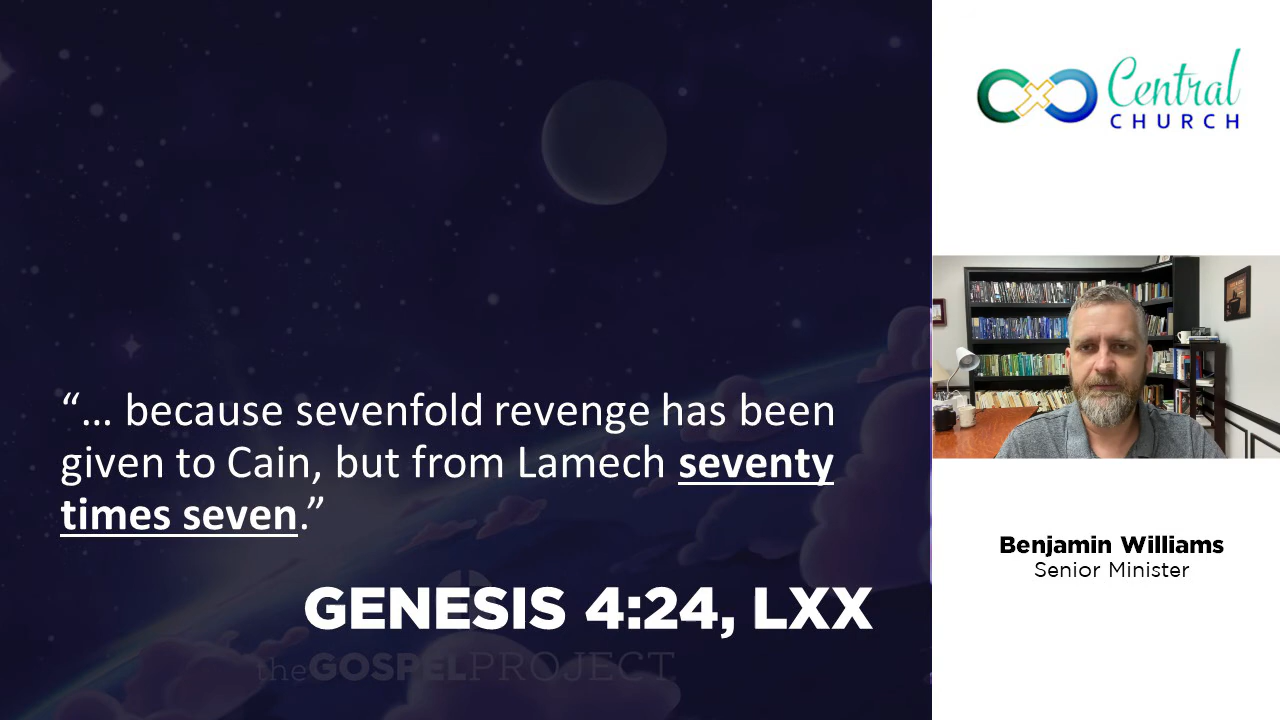 “… because sevenfold revenge has been
given to Cain, but from Lamech seventy
times seven.”
GENESIS 4:24, LXX
theGOSPELPROJECT.
Central
CHURCH
Benjamin Williams
Senior Minister